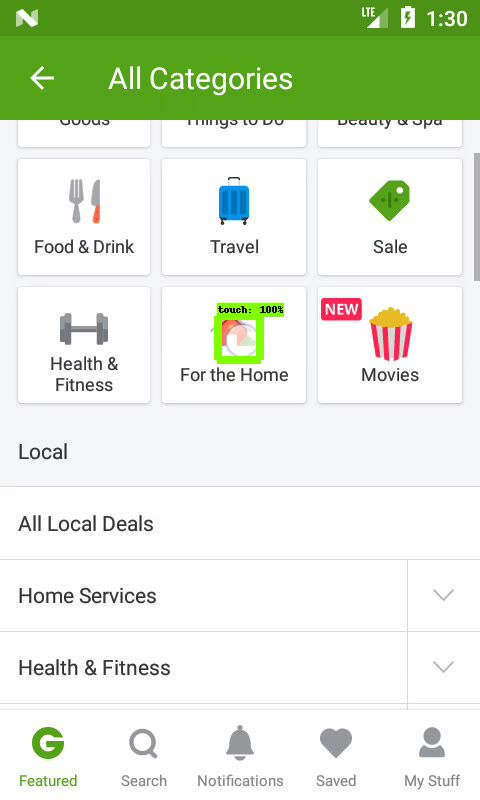 LTE
1:30
All Categories
Goods
Things to Do
Beauty & Spa
Food & Drink
Travel
Sale
touch: 100%
NEW
Health &
Fitness
For the Home
Movies
Local
All Local Deals
Home Services
Health & Fitness
Featured
Search
Notifications
Saved
My Stuff